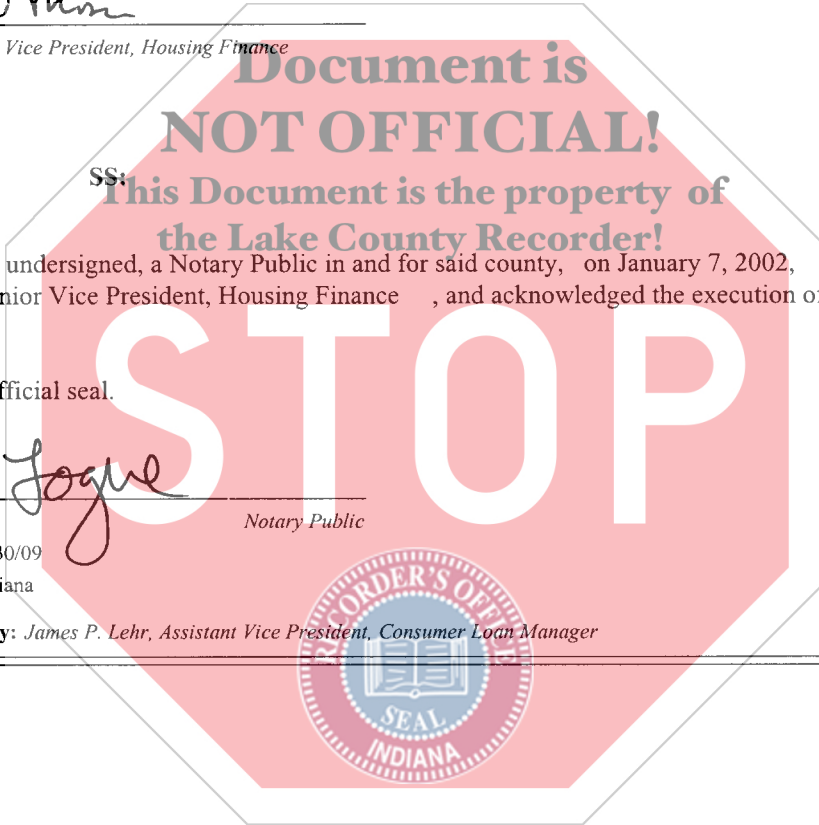 Vice President, Housing Finance
Document is
NOT OFFICIAL!
SS:
This Document is the property of
the Lake County Recorder!
undersigned, a Notary Public in and for said county, on January 7, 2002,
nior Vice President, Housing Finance , and acknowledged the execution of
STOP
fficial seal.
Logue
Notary Public
30/09
iana
y: James P. Lehr, Assistant Vice President, Consumer Loan Manager
RECORDER'S OFFICE
SEAL
INDIANA